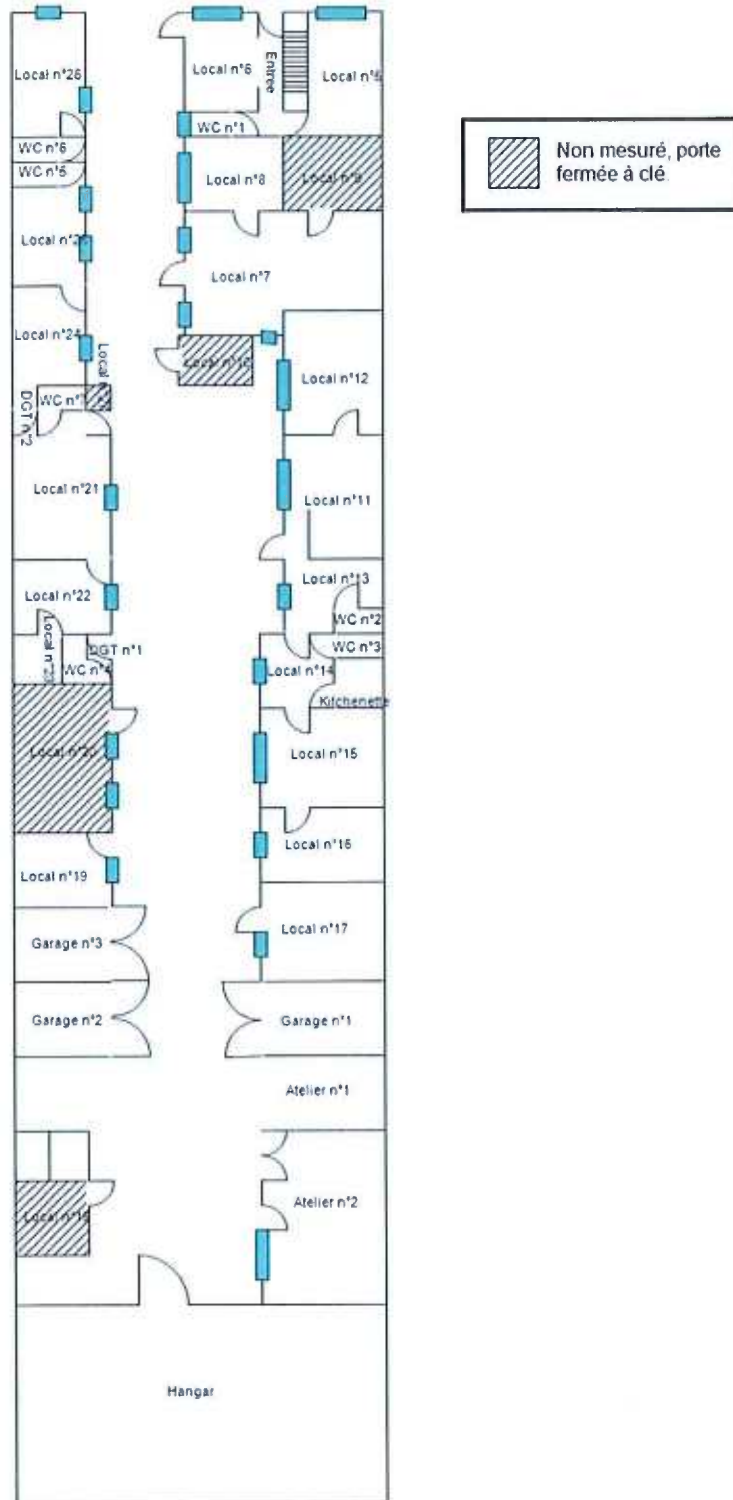 Local n°6
Entrée
Local n°5
WC n°1
WC n°6
WC n°5
Local n°8
Local n°9
Non mesuré, porte
fermée à clé
Local n°7
Local n°24
Local n°10
Local n°12
WC n°7
DGT n°2
Local n°21
Local n°11
Local n°13
Local n°22
WC n°2
Local n°23
DGT n°1
WC n°3
WC n°4
Local n°14
Kitchenette
Local n°20
Local n°15
Local n°16
Local n°19
Local n°17
Garage n°3
Garage n°2
Garage n°1
Atelier n°1
Atelier n°2
Hangar